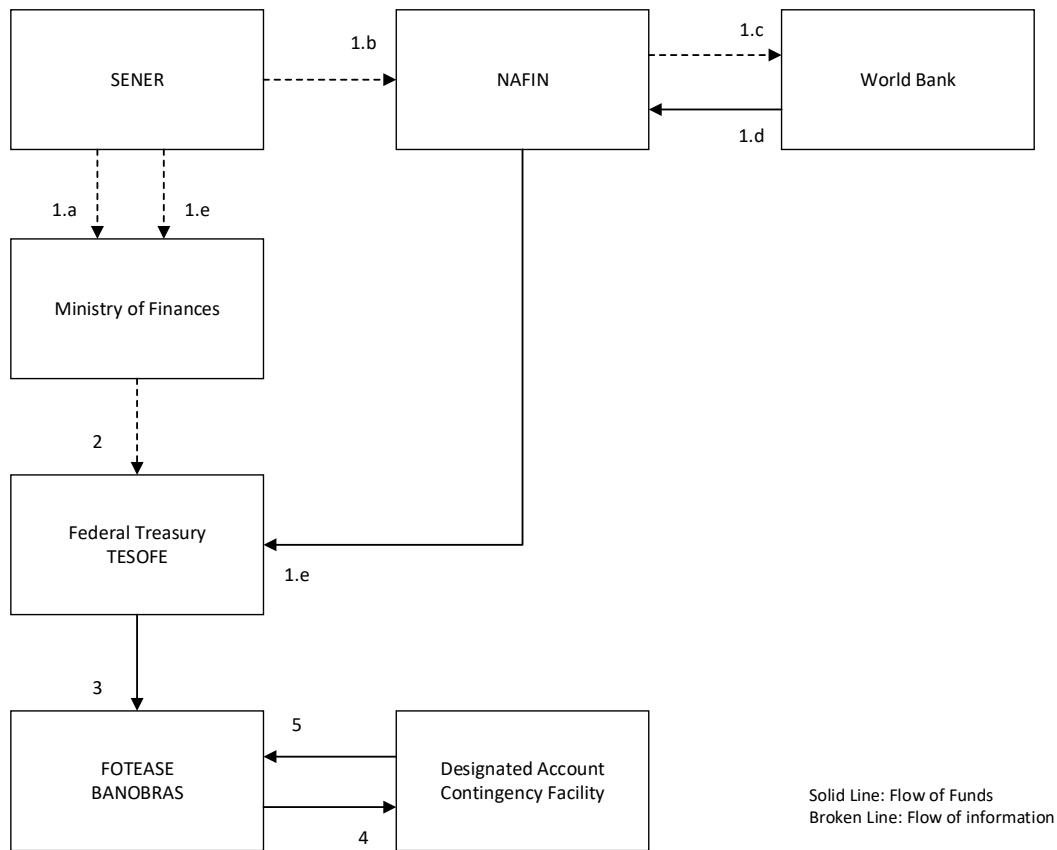 1.b
1.c
SENER
NAFIN
World Bank
1.d
1.a
1.e
Ministry of Finances
2
Federal Treasury
TESOFE
1.e
3
5
FOTEASE
BANOBRAS
Designated Account
Contingency Facility
4
Solid Line: Flow of Funds
Broken Line: Flow of information